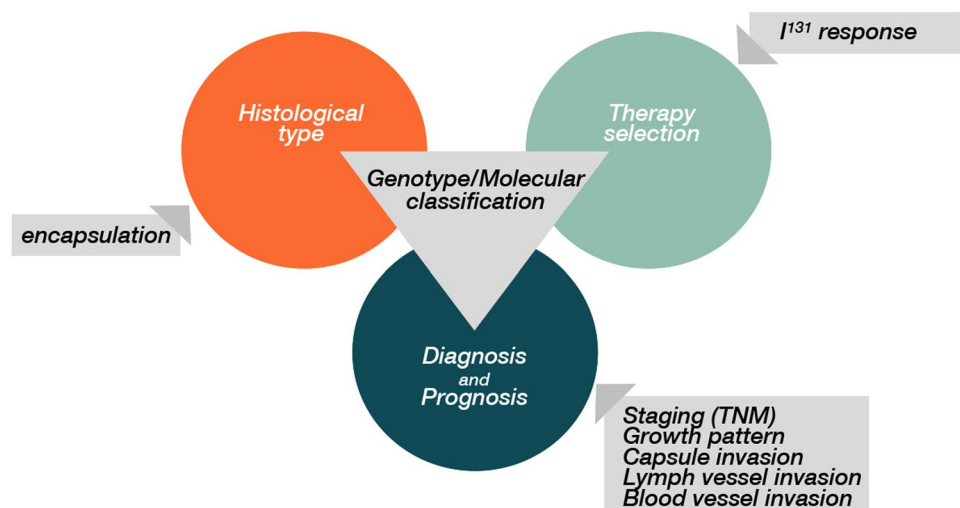 I¹³¹ response
Histological
type
Therapy
selection
Genotype/Molecular
classification
encapsulation
Diagnosis
and
Prognosis
Staging (TNM)
Growth pattern
Capsule invasion
Lymph vessel invasion
Blood vessel invasion